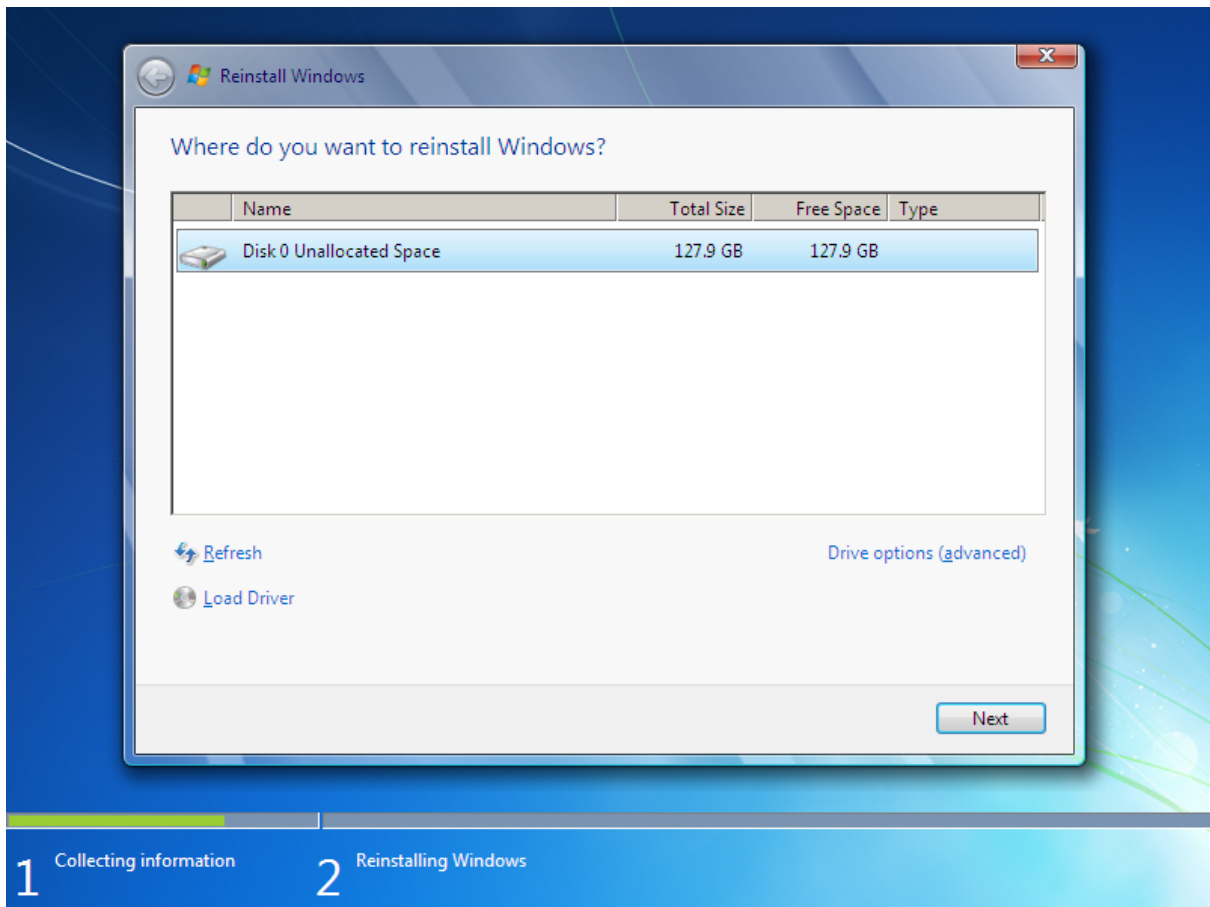 Reinstall Windows
Where do you want to reinstall Windows?
Name Total Size Free Space Type
Disk 0 Unallocated Space 127.9 GB 127.9 GB
Refresh Drive options (advanced)
Load Driver
Next
1 Collecting information 2 Reinstalling Windows